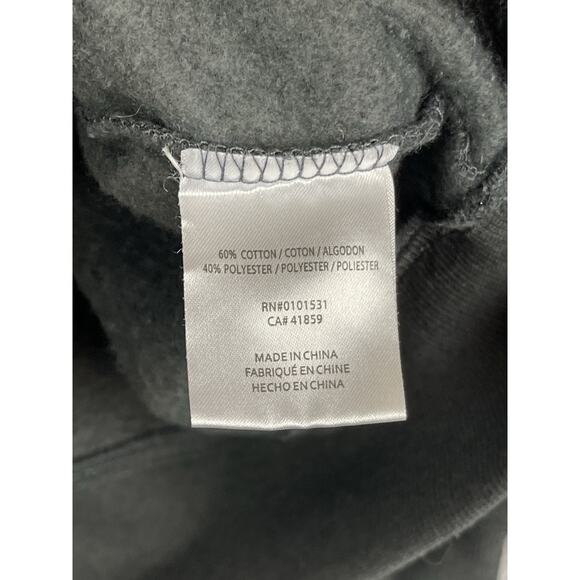 60% COTTON / COTON / ALGODON
40% POLYESTER / POLYESTER / POLIESTER
RN#0101531
CA# 41859
MADE IN CHINA
FABRIQUÉ EN CHINE
HECHO EN CHINA